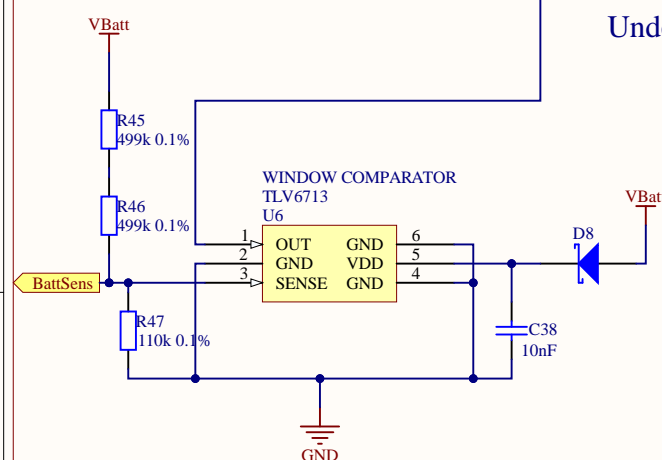 Und
VBatt
R45
499k 0.1%
WINDOW COMPARATOR
TLV6713
U6
R46
499k 0.1%
VBat
D8
1 OUT GND 6
2 GND VDD 5
3 SENSE GND 4
BattSens
R47
110k 0.1%
C38
10nF
GND